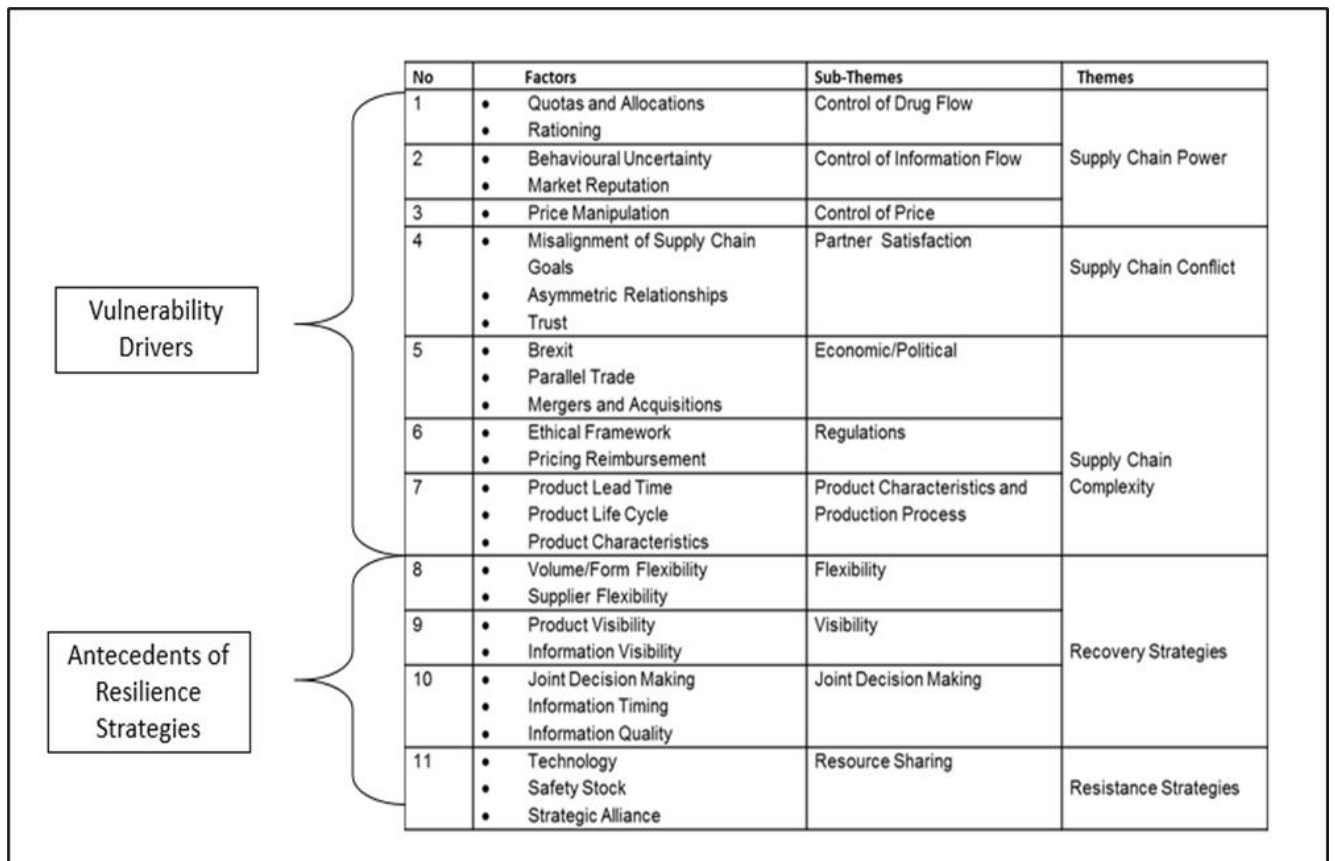 No Factors Sub-Themes Themes
1 • Quotas and Allocations Control of Drug Flow
• Rationing
2 • Behavioural Uncertainty Control of Information Flow
• Market Reputation
Supply Chain Power
3 • Price Manipulation Control of Price
4 • Misalignment of Supply Chain Partner Satisfaction
Goals
Supply Chain Conflict
• Asymmetric Relationships
• Trust
Vulnerability
Drivers
5 • Brexit Economic/Political
• Parallel Trade
• Mergers and Acquisitions
6 • Ethical Framework Regulations
• Pricing Reimbursement
Supply Chain
Complexity
7 • Product Lead Time Product Characteristics and
• Product Life Cycle Production Process
• Product Characteristics
8 • Volume/Form Flexibility Flexibility
• Supplier Flexibility
9 • Product Visibility Visibility
• Information Visibility
Recovery Strategies
10 • Joint Decision Making Joint Decision Making
• Information Timing
• Information Quality
Antecedents of
Resilience
Strategies
11 • Technology Resource Sharing
• Safety Stock
Resistance Strategies
• Strategic Alliance